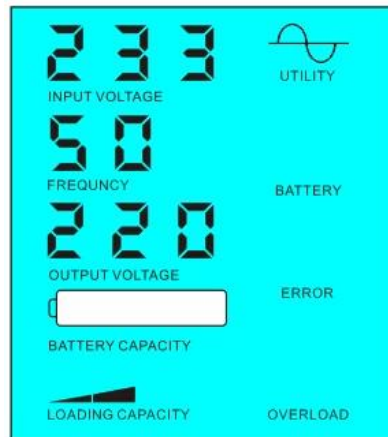 233
UTILITY
INPUT VOLTAGE
50
FREQUNCY
BATTERY
220
OUTPUT VOLTAGE
ERROR
BATTERY CAPACITY
LOADING CAPACITY
OVERLOAD